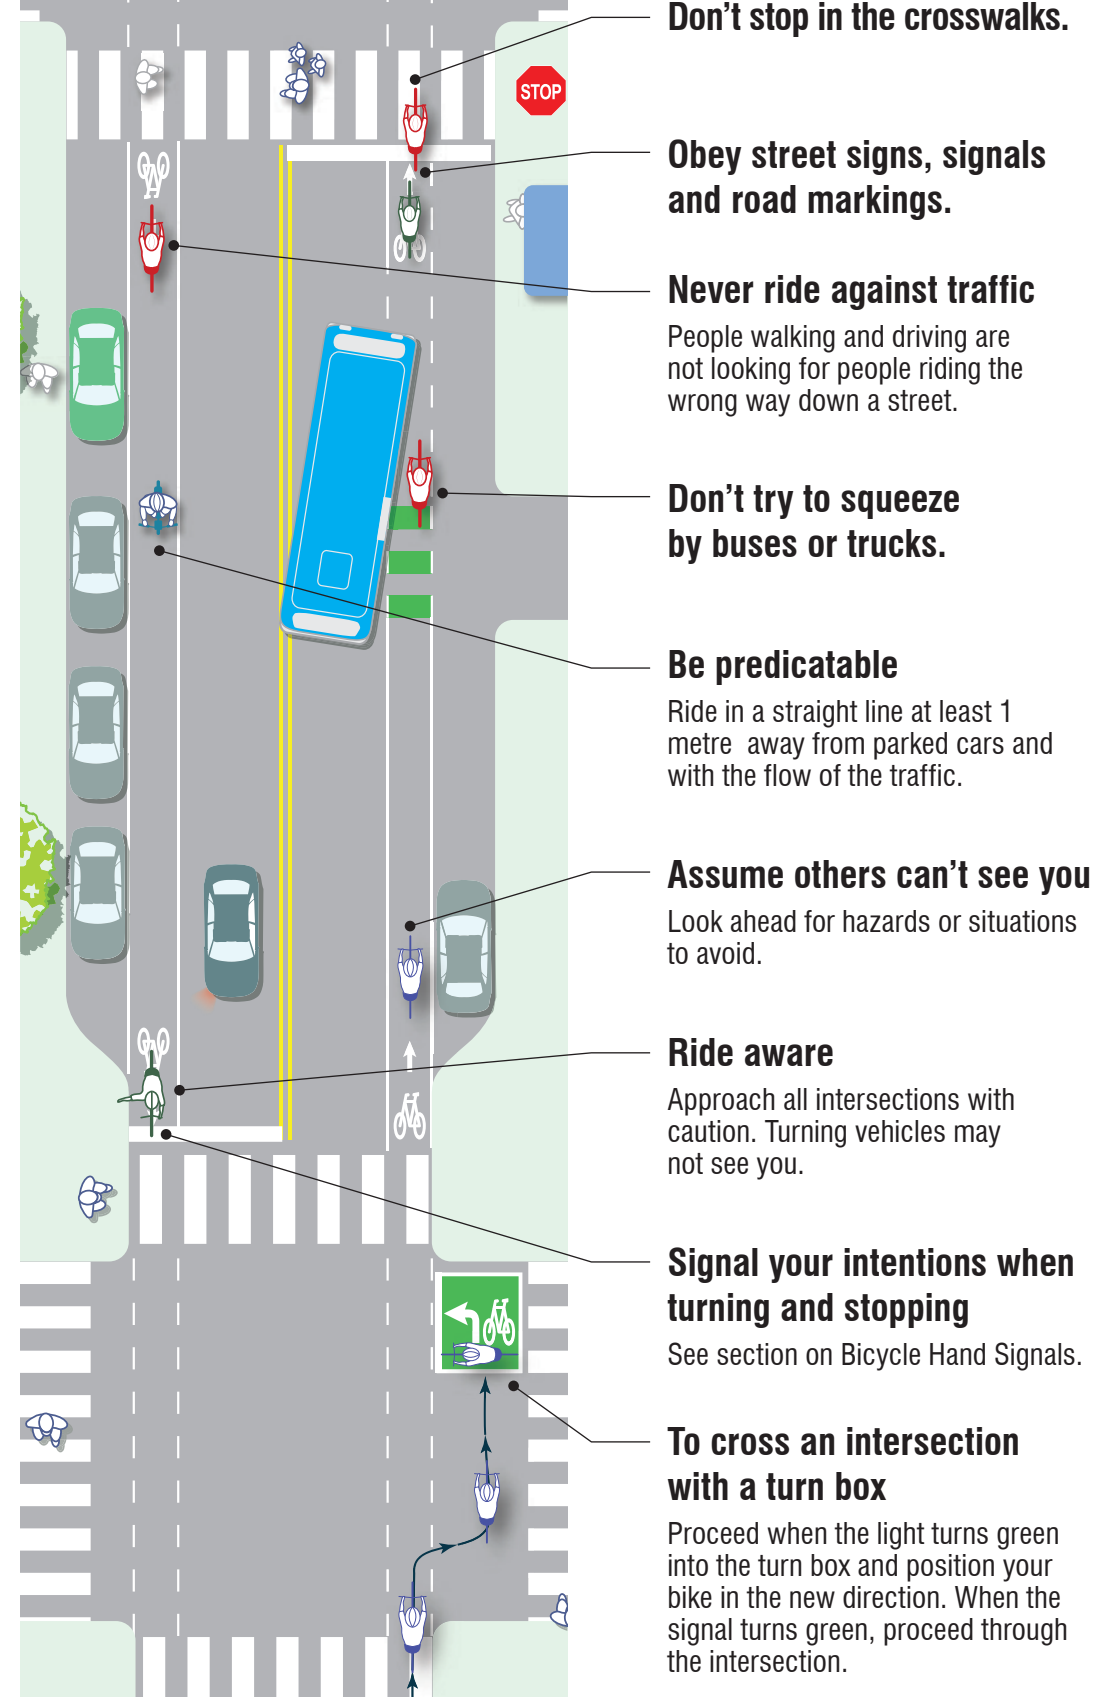 Don’t stop in the crosswalks.
STOP
Obey street signs, signals
and road markings.
Never ride against traffic
People walking and driving are
not looking for people riding the
wrong way down a street.
Don’t try to squeeze
by buses or trucks.
Be predicatable
Ride in a straight line at least 1
metre  away from parked cars and
with the flow of the traffic.
Assume others can’t see you
Look ahead for hazards or situations
to avoid.
Ride aware
Approach all intersections with
caution. Turning vehicles may
not see you.
Signal your intentions when
turning and stopping
See section on Bicycle Hand Signals.
To cross an intersection
with a turn box
Proceed when the light turns green
into the turn box and position your
bike in the new direction. When the
signal turns green, proceed through
the intersection.